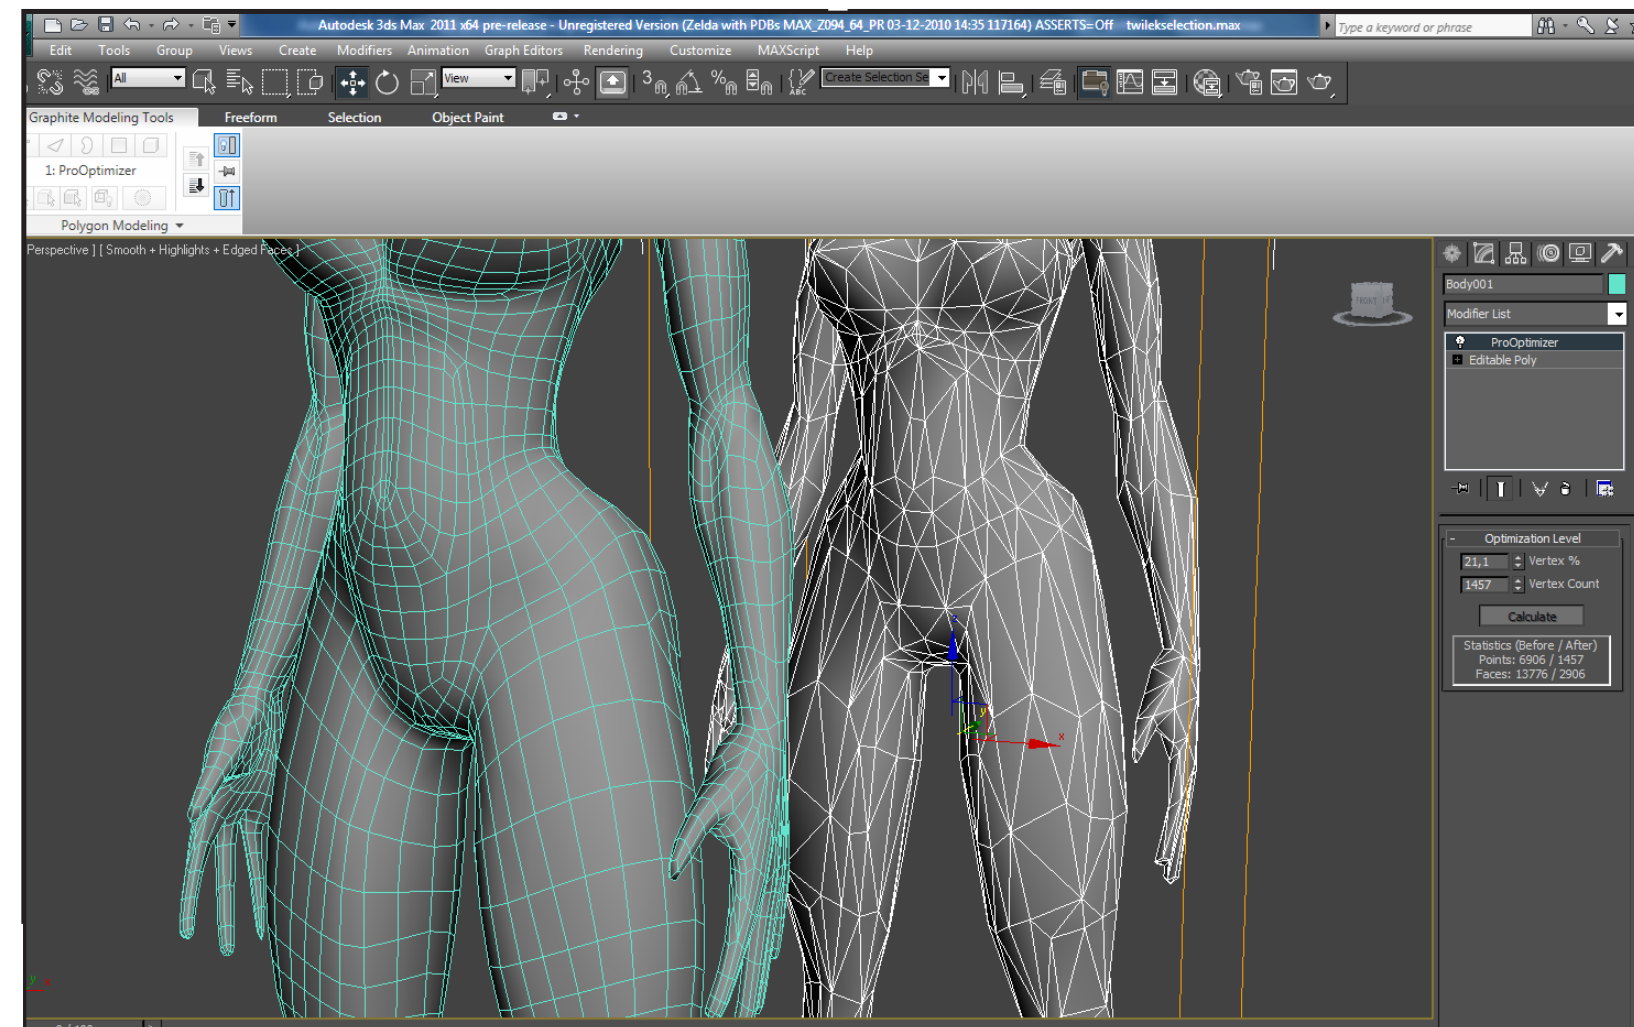 Autodesk 3ds Max 2011 x64 pre-release - Unregistered Version (Zelda with PDBs MAX_Z094_64_PR 03-12-2010 14:35 117164) ASSERTS=Off twilekselection.max
Type a keyword or phrase
Edit Tools Group Views Create Modifiers Animation Graph Editors Rendering Customize MAXScript Help
All
View
3
%
ABC
Create Selection Se
Graphite Modeling Tools Freeform Selection Object Paint
1: ProOptimizer
Polygon Modeling
Perspective ] [ Smooth + Highlights + Edged Faces ]
FRONT
Body001
Modifier List
ProOptimizer
Editable Poly
- Optimization Level
21,1 Vertex %
1457 Vertex Count
Calculate
Statistics (Before / After)
Points: 6906 / 1457
Faces: 13776 / 2906
z
y
x
y